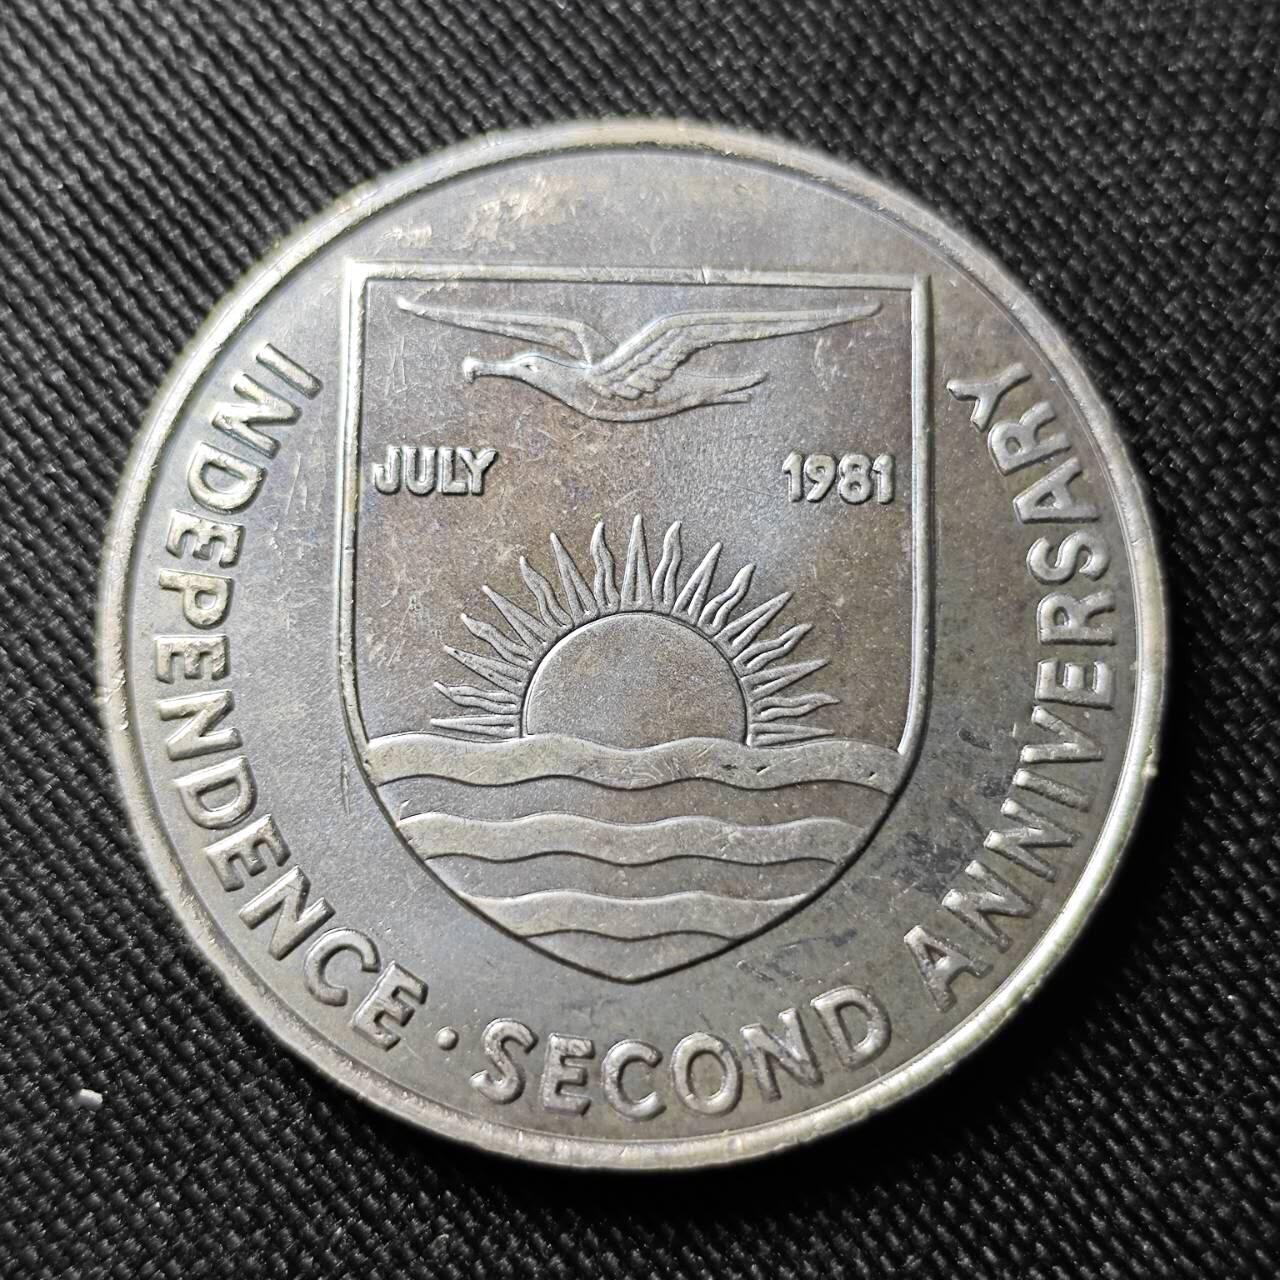 JULY 1981
INDEPENDENCE · SECOND ANNIVERSARY